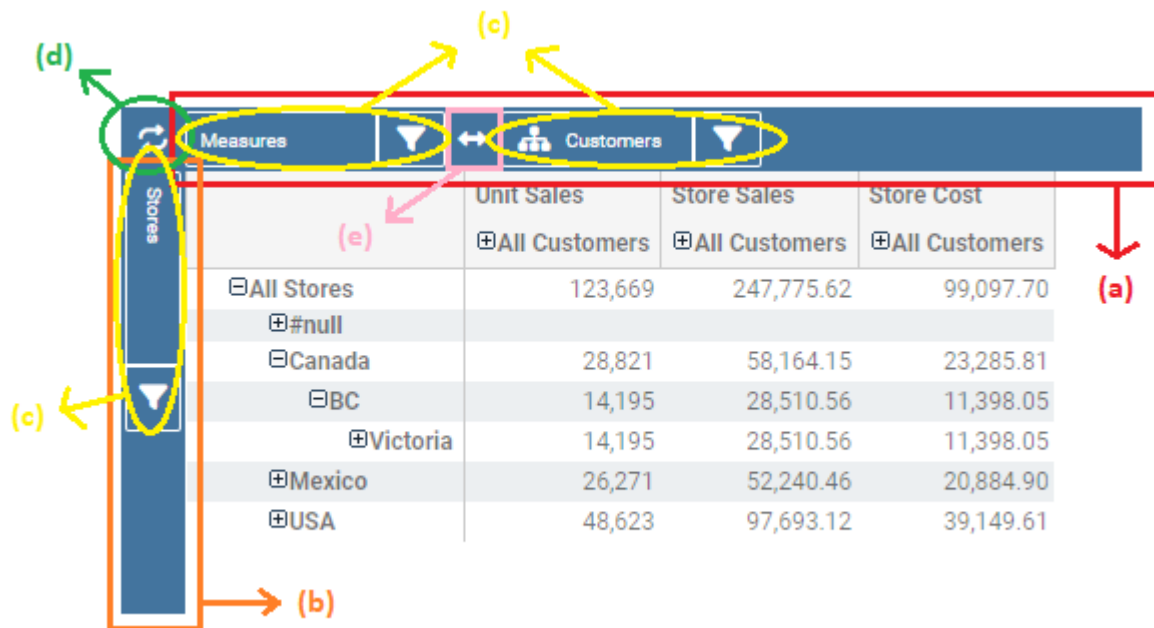 (c)
(d)
Measures Customers
Stores
Unit Sales Store Sales Store Cost
(e)
All Customers All Customers All Customers
(a)
All Stores 123,669 247,775.62 99,097.70
#null
Canada 28,821 58,164.15 23,285.81
(c)
BC 14,195 28,510.56 11,398.05
Victoria 14,195 28,510.56 11,398.05
Mexico 26,271 52,240.46 20,884.90
USA 48,623 97,693.12 39,149.61
(b)